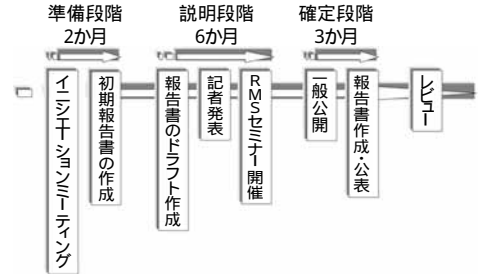 準備段階
2か月
説明段階
6か月
確定段階
3か月
イニシエーションミーティング
初期報告書の作成
報告書のドラフト作成
記者発表
RMSセミナー開催
一般公開
報告書作成・公表
レビュー